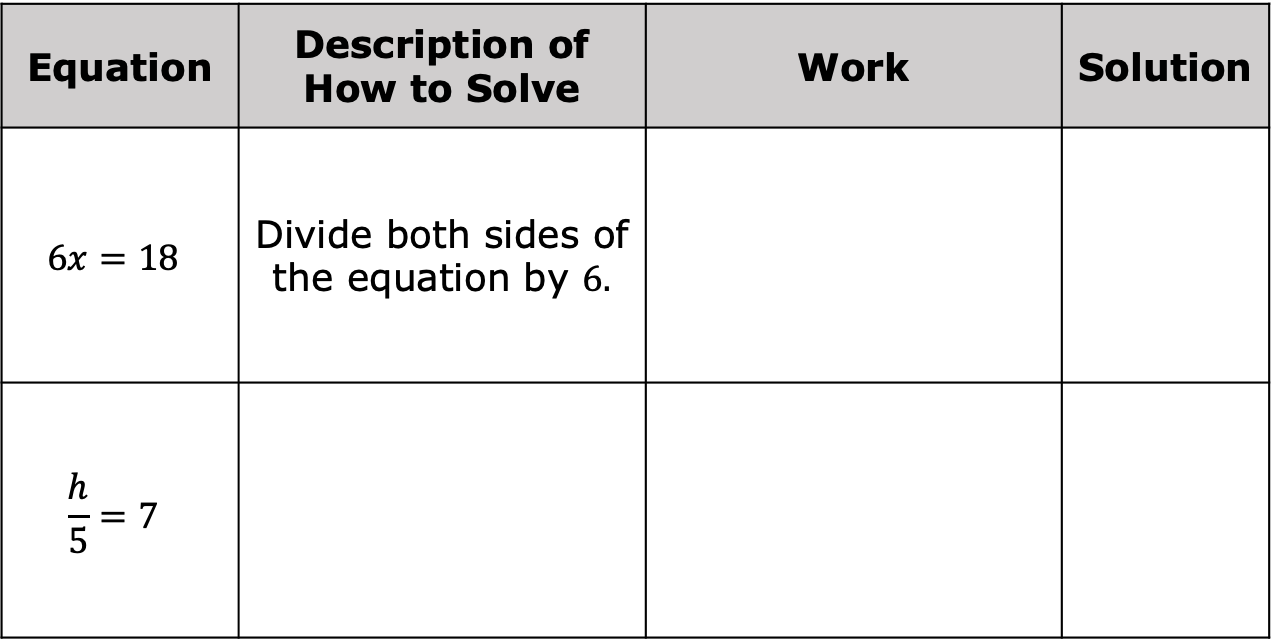 Equation
Description of
How to Solve
Work
Solution
6x = 18
Divide both sides of
the equation by 6.
h/5 = 7